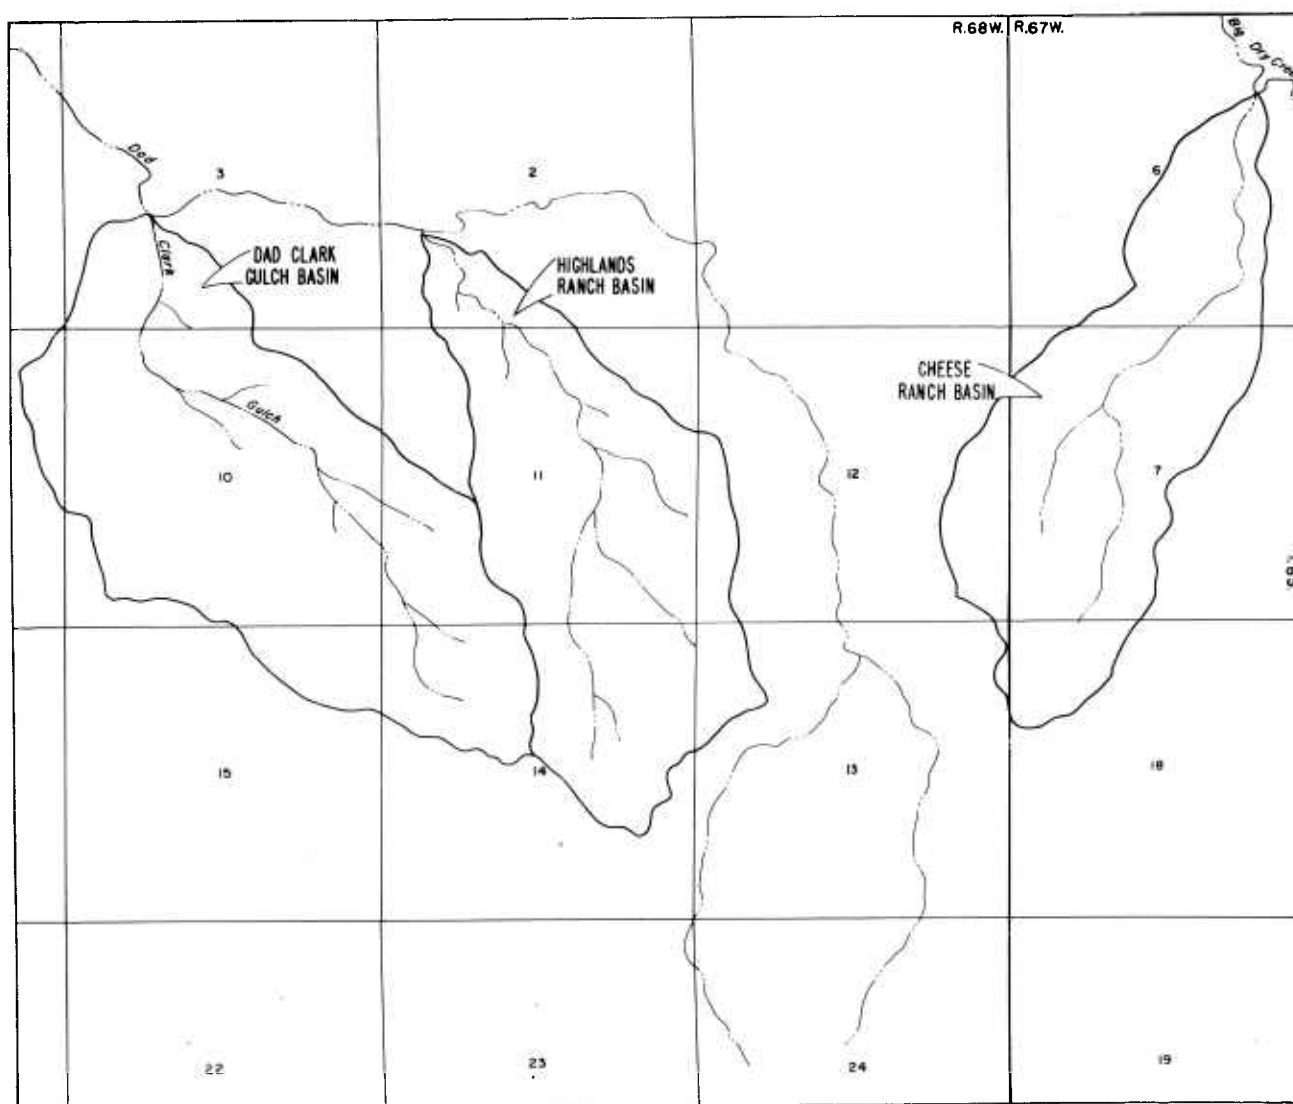 R.68W. R.67W.
Big Dry Creek
Dad
3
2
6
Clark
DAD CLARK
GULCH BASIN
HIGHLANDS
RANCH BASIN
CHEESE
RANCH BASIN
Gulch
10
11
12
7
15
14
13
18
22
23
24
19